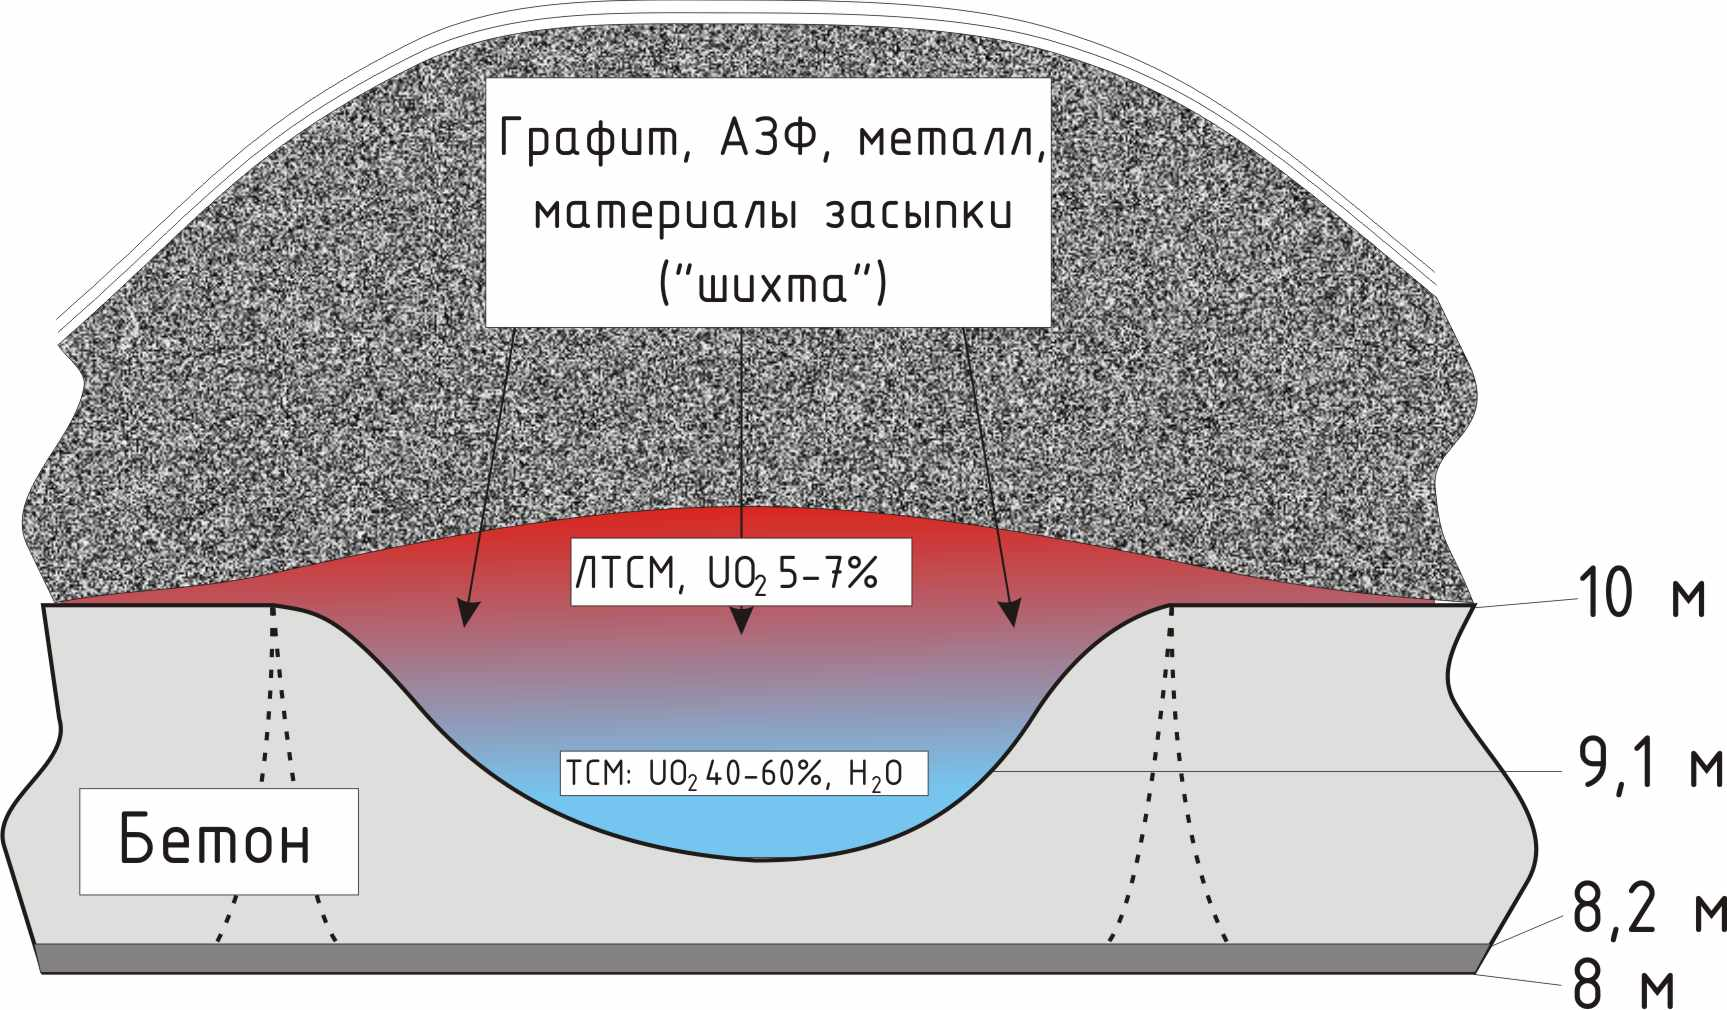 Графит, АЗФ, металл,
материалы засыпки
("шихта")
ЛТСМ, UO₂ 5-7%
10 м
ТСМ: UO₂ 40-60%, H₂O
9,1 м
Бетон
8,2 м
8 м